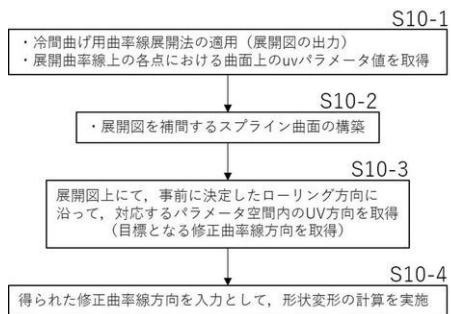 S10-1
・冷間曲げ用曲率線展開法の適用（展開図の出力）
・展開曲率線上の各点における曲面上のuvパラメータ値を取得
S10-2
・展開図を補間するスプライン曲面の構築
S10-3
展開図上にて，事前に決定したローリング方向に
沿って，対応するパラメータ空間内のUV方向を取得
（目標となる修正曲率線方向を取得）
S10-4
得られた修正曲率線方向を入力として，形状変形の計算を実施